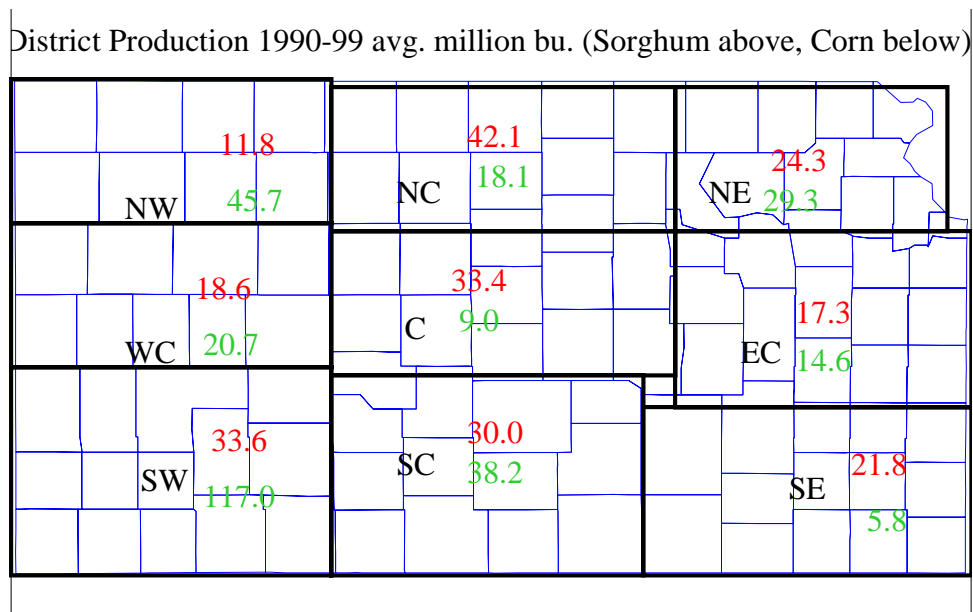 District Production 1990-99 avg. million bu. (Sorghum above, Corn below)
11.8
45.7
NW
42.1
18.1
NC
24.3
NE
29.3
18.6
20.7
WC
33.4
9.0
C
17.3
EC
14.6
33.6
SW
117.0
30.0
SC
38.2
21.8
SE
5.8